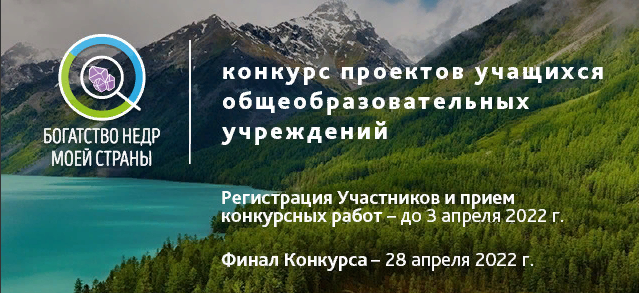 БОГАТСТВО НЕДР
МОЕЙ СТРАНЫ
конкурс проектов учащихся
общеобразовательных
учреждений
Регистрация Участников и прием
конкурсных работ – до 3 апреля 2022 г.
Финал Конкурса – 28 апреля 2022 г.